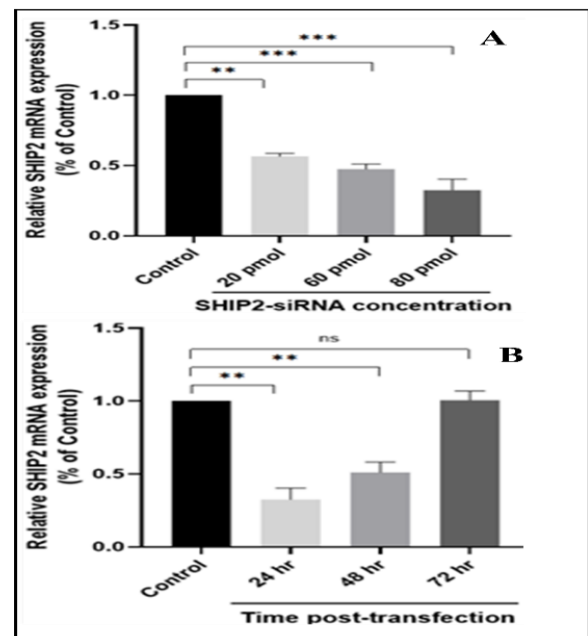 A
Relative SHIP2 mRNA expression
(% of Control)
1.5
1.0
0.5
0.0
***
***
**
Control
20 pmol
60 pmol
80 pmol
SHIP2-siRNA concentration
B
Relative SHIP2 mRNA expression
(% of Control)
1.5
1.0
0.5
0.0
ns
**
**
Control
24 hr
48 hr
72 hr
Time post-transfection